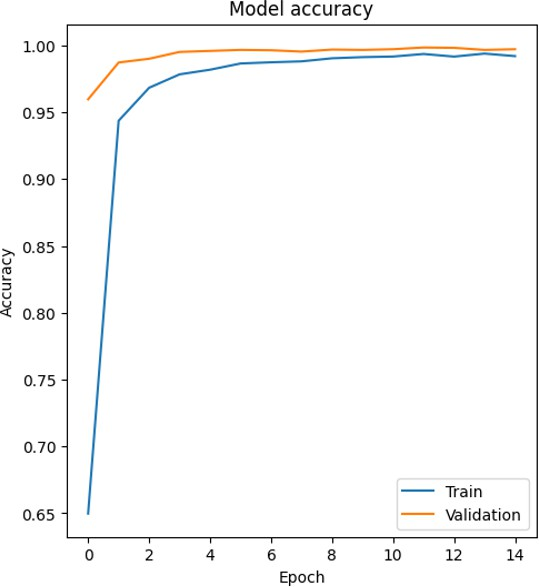 Model accuracy
1.00
0.95
0.90
0.85
0.80
0.75
0.70
0.65
Accuracy
0 2 4 6 8 10 12 14
Epoch
Train
Validation